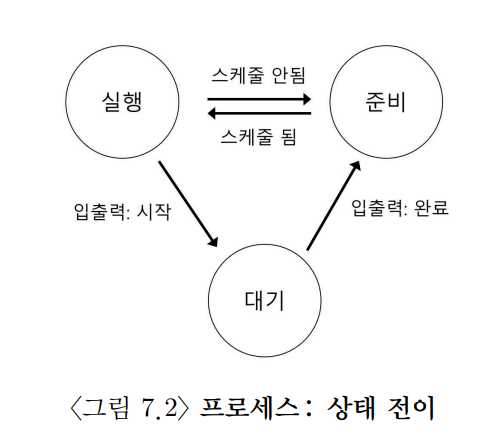 스케줄 안됨
실행
준비
스케줄 됨
입출력: 시작
입출력: 완료
대기
<그림 7.2> 프로세스: 상태 전이